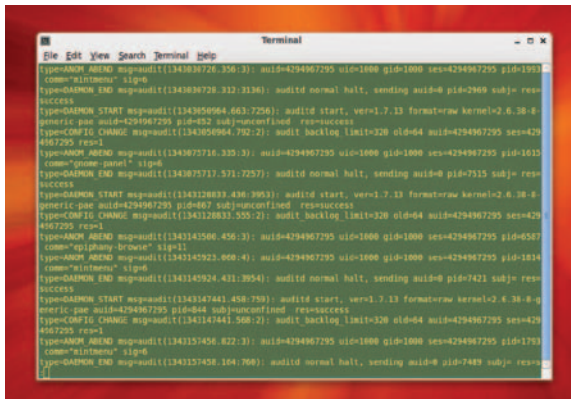 Terminal
File Edit View Search Terminal Help
type=ANOM_ABEND msg=audit(1343030726.356:3): auid=4294967295 uid=1000 gid=1000 ses=4294967295 pid=1993
comm="mintmenu" sig=6
type=DAEMON_END msg=audit(1343030728.312:3136): auditd normal halt, sending auid=0 pid=2969 subj= res=
success
type=DAEMON_START msg=audit(1343050964.663:7256): auditd start, ver=1.7.13 format=raw kernel=2.6.38-8-
generic-pae auid=4294967295 pid=852 subj=unconfined res=success
type=CONFIG_CHANGE msg=audit(1343050964.792:2): audit_backlog_limit=320 old=64 auid=4294967295 ses=429
4967295 res=1
type=ANOM_ABEND msg=audit(1343075716.335:3): auid=4294967295 uid=1000 gid=1000 ses=4294967295 pid=1615
comm="gnome-panel" sig=6
type=DAEMON_END msg=audit(1343075717.571:7257): auditd normal halt, sending auid=0 pid=7515 subj= res=
success
type=DAEMON_START msg=audit(1343128833.436:3953): auditd start, ver=1.7.13 format=raw kernel=2.6.38-8-
generic-pae auid=4294967295 pid=867 subj=unconfined res=success
type=CONFIG_CHANGE msg=audit(1343128833.555:2): audit_backlog_limit=320 old=64 auid=4294967295 ses=429
4967295 res=1
type=ANOM_ABEND msg=audit(1343143500.456:3): auid=4294967295 uid=1000 gid=1000 ses=4294967295 pid=6587
comm="epiphany-browse" sig=11
type=ANOM_ABEND msg=audit(1343145923.060:4): auid=4294967295 uid=1000 gid=1000 ses=4294967295 pid=1814
comm="mintmenu" sig=6
type=DAEMON_END msg=audit(1343145924.431:3954): auditd normal halt, sending auid=0 pid=7421 subj= res=
success
type=DAEMON_START msg=audit(1343147441.450:759): auditd start, ver=1.7.13 format=raw kernel=2.6.38-8-g
eneric-pae auid=4294967295 pid=844 subj=unconfined res=success
type=CONFIG_CHANGE msg=audit(1343147441.568:2): audit_backlog_limit=320 old=64 auid=4294967295 ses=429
4967295 res=1
type=ANOM_ABEND msg=audit(1343157456.822:3): auid=4294967295 uid=1000 gid=1000 ses=4294967295 pid=1793
comm="mintmenu" sig=6
type=DAEMON_END msg=audit(1343157458.104:760): auditd normal halt, sending auid=0 pid=7489 subj= res=s
: